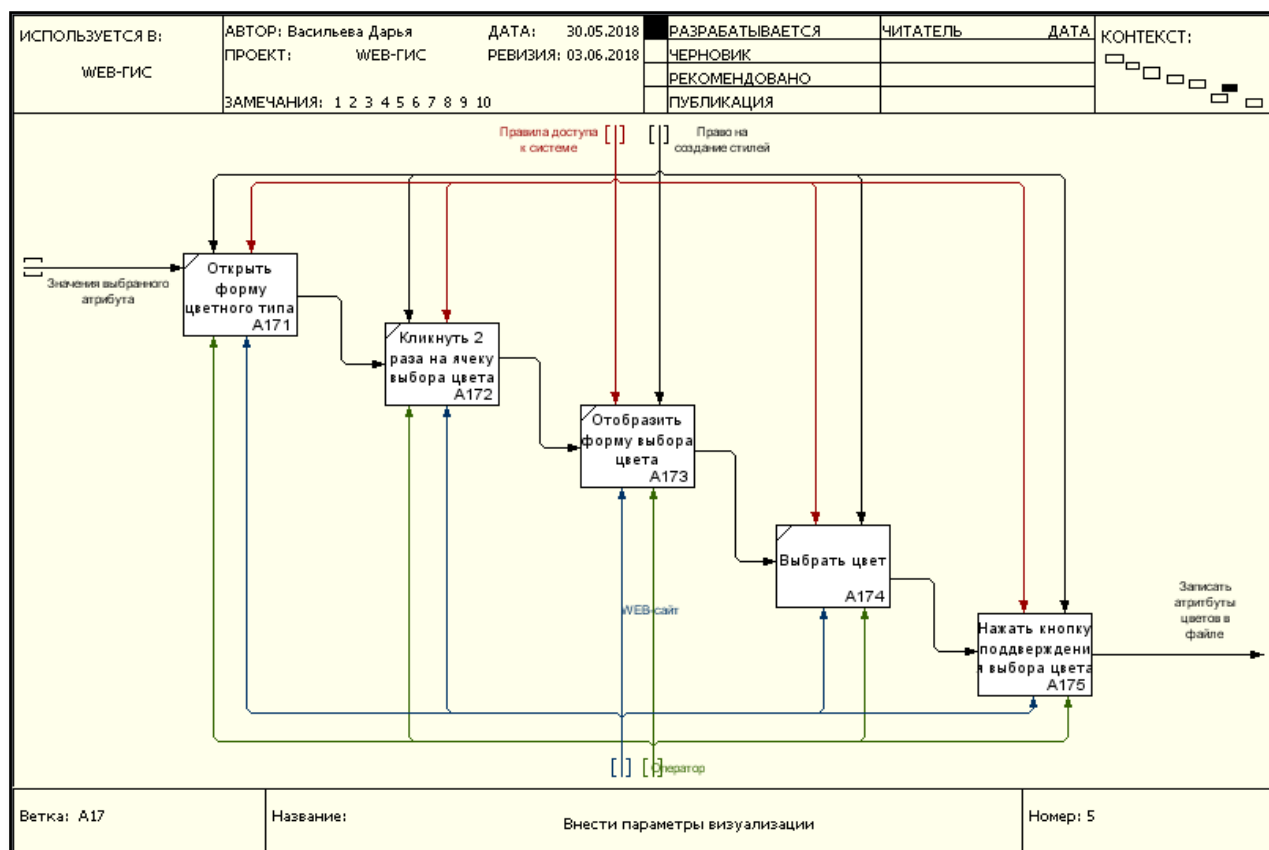 ИСПОЛЬЗУЕТСЯ В:
WEB-ГИС
АВТОР: Васильева Дарья
ДАТА: 30.05.2018
ПРОЕКТ: WEB-ГИС
РЕВИЗИЯ: 03.06.2018
ЗАМЕЧАНИЯ: 1 2 3 4 5 6 7 8 9 10
РАЗРАБАТЫВАЕТСЯ
ЧЕРНОВИК
РЕКОМЕНДОВАНО
ПУБЛИКАЦИЯ
ЧИТАТЕЛЬ
ДАТА
КОНТЕКСТ:
Правила доступа
к системе
Право на
создание стилей
Значения выбранного
атрибута
Открыть
форму
цветного типа
A171
Кликнуть 2
раза на ячеку
выбора цвета
A172
Отобразить
форму выбора
цвета
A173
Выбрать цвет
A174
Нажать кнопку
поддверждени
я выбора цвета
A175
Записать
атритбуты
цветов в
файле
WEB-сайт
Оператор
Ветка: A17
Название:
Внести параметры визуализации
Номер: 5